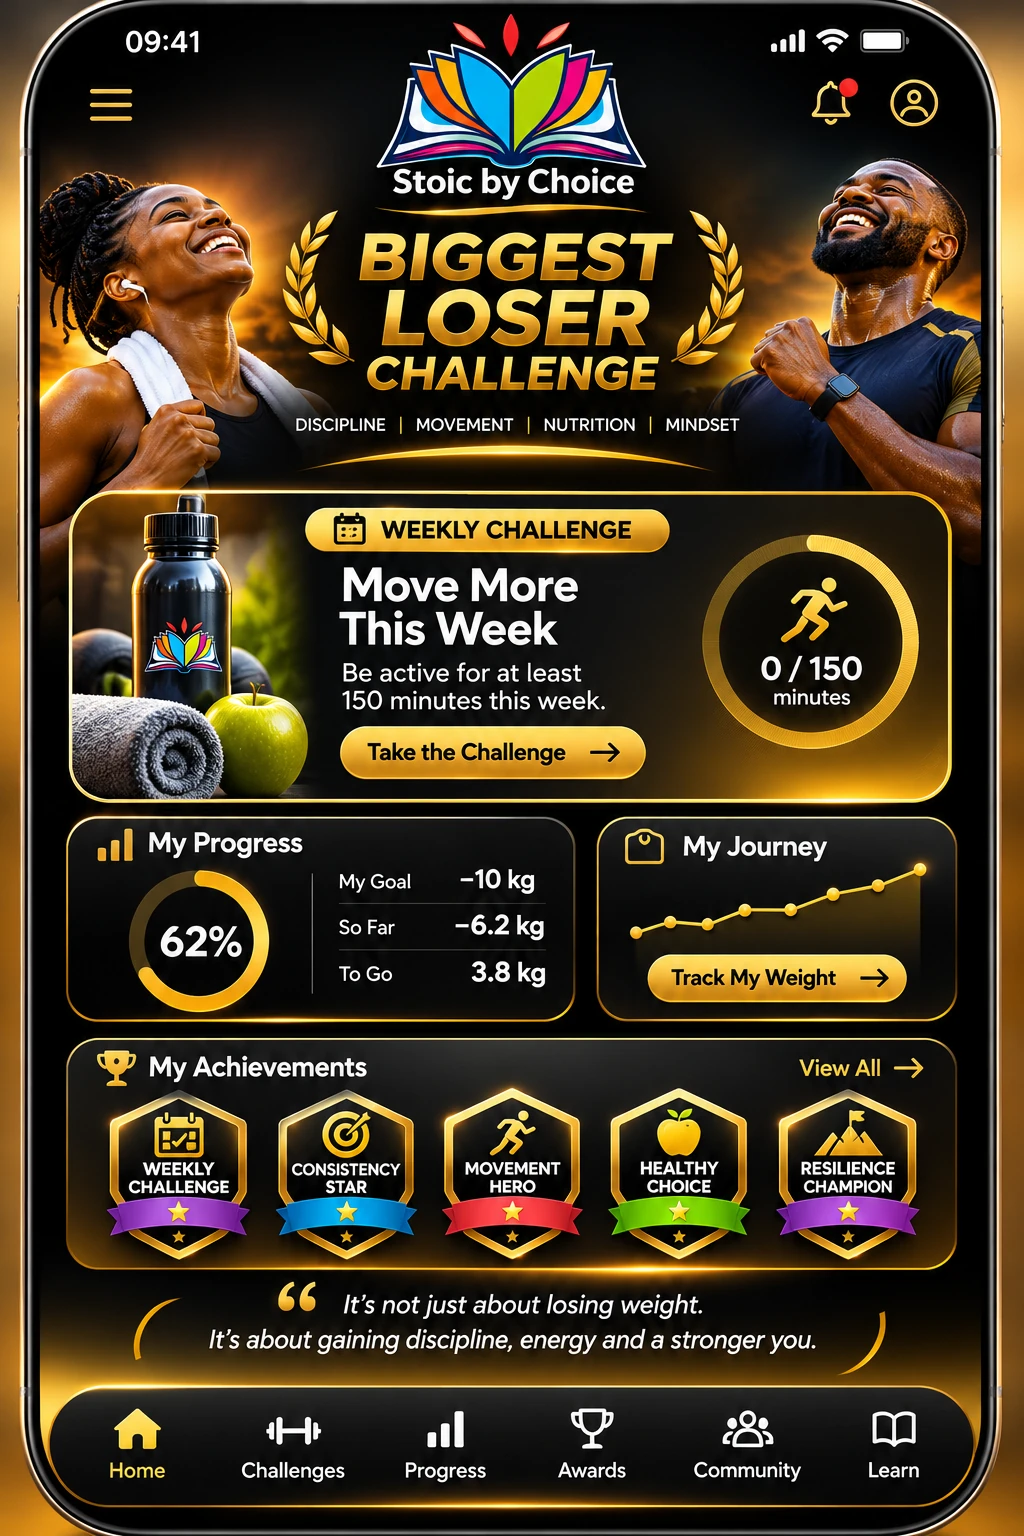 09:41
Stoic by Choice
BIGGEST
LOSER
CHALLENGE
DISCIPLINE | MOVEMENT | NUTRITION | MINDSET
WEEKLY CHALLENGE
Move More
This Week
Be active for at least
150 minutes this week.
Take the Challenge →
0 / 150
minutes
My Progress
62%
My Goal −10 kg
So Far −6.2 kg
To Go 3.8 kg
My Journey
Track My Weight →
My Achievements
View All →
WEEKLY
CHALLENGE
CONSISTENCY
STAR
MOVEMENT
HERO
HEALTHY
CHOICE
RESILIENCE
CHAMPION
“ It’s not just about losing weight.
It’s about gaining discipline, energy and a stronger you.
Home
Challenges
Progress
Awards
Community
Learn